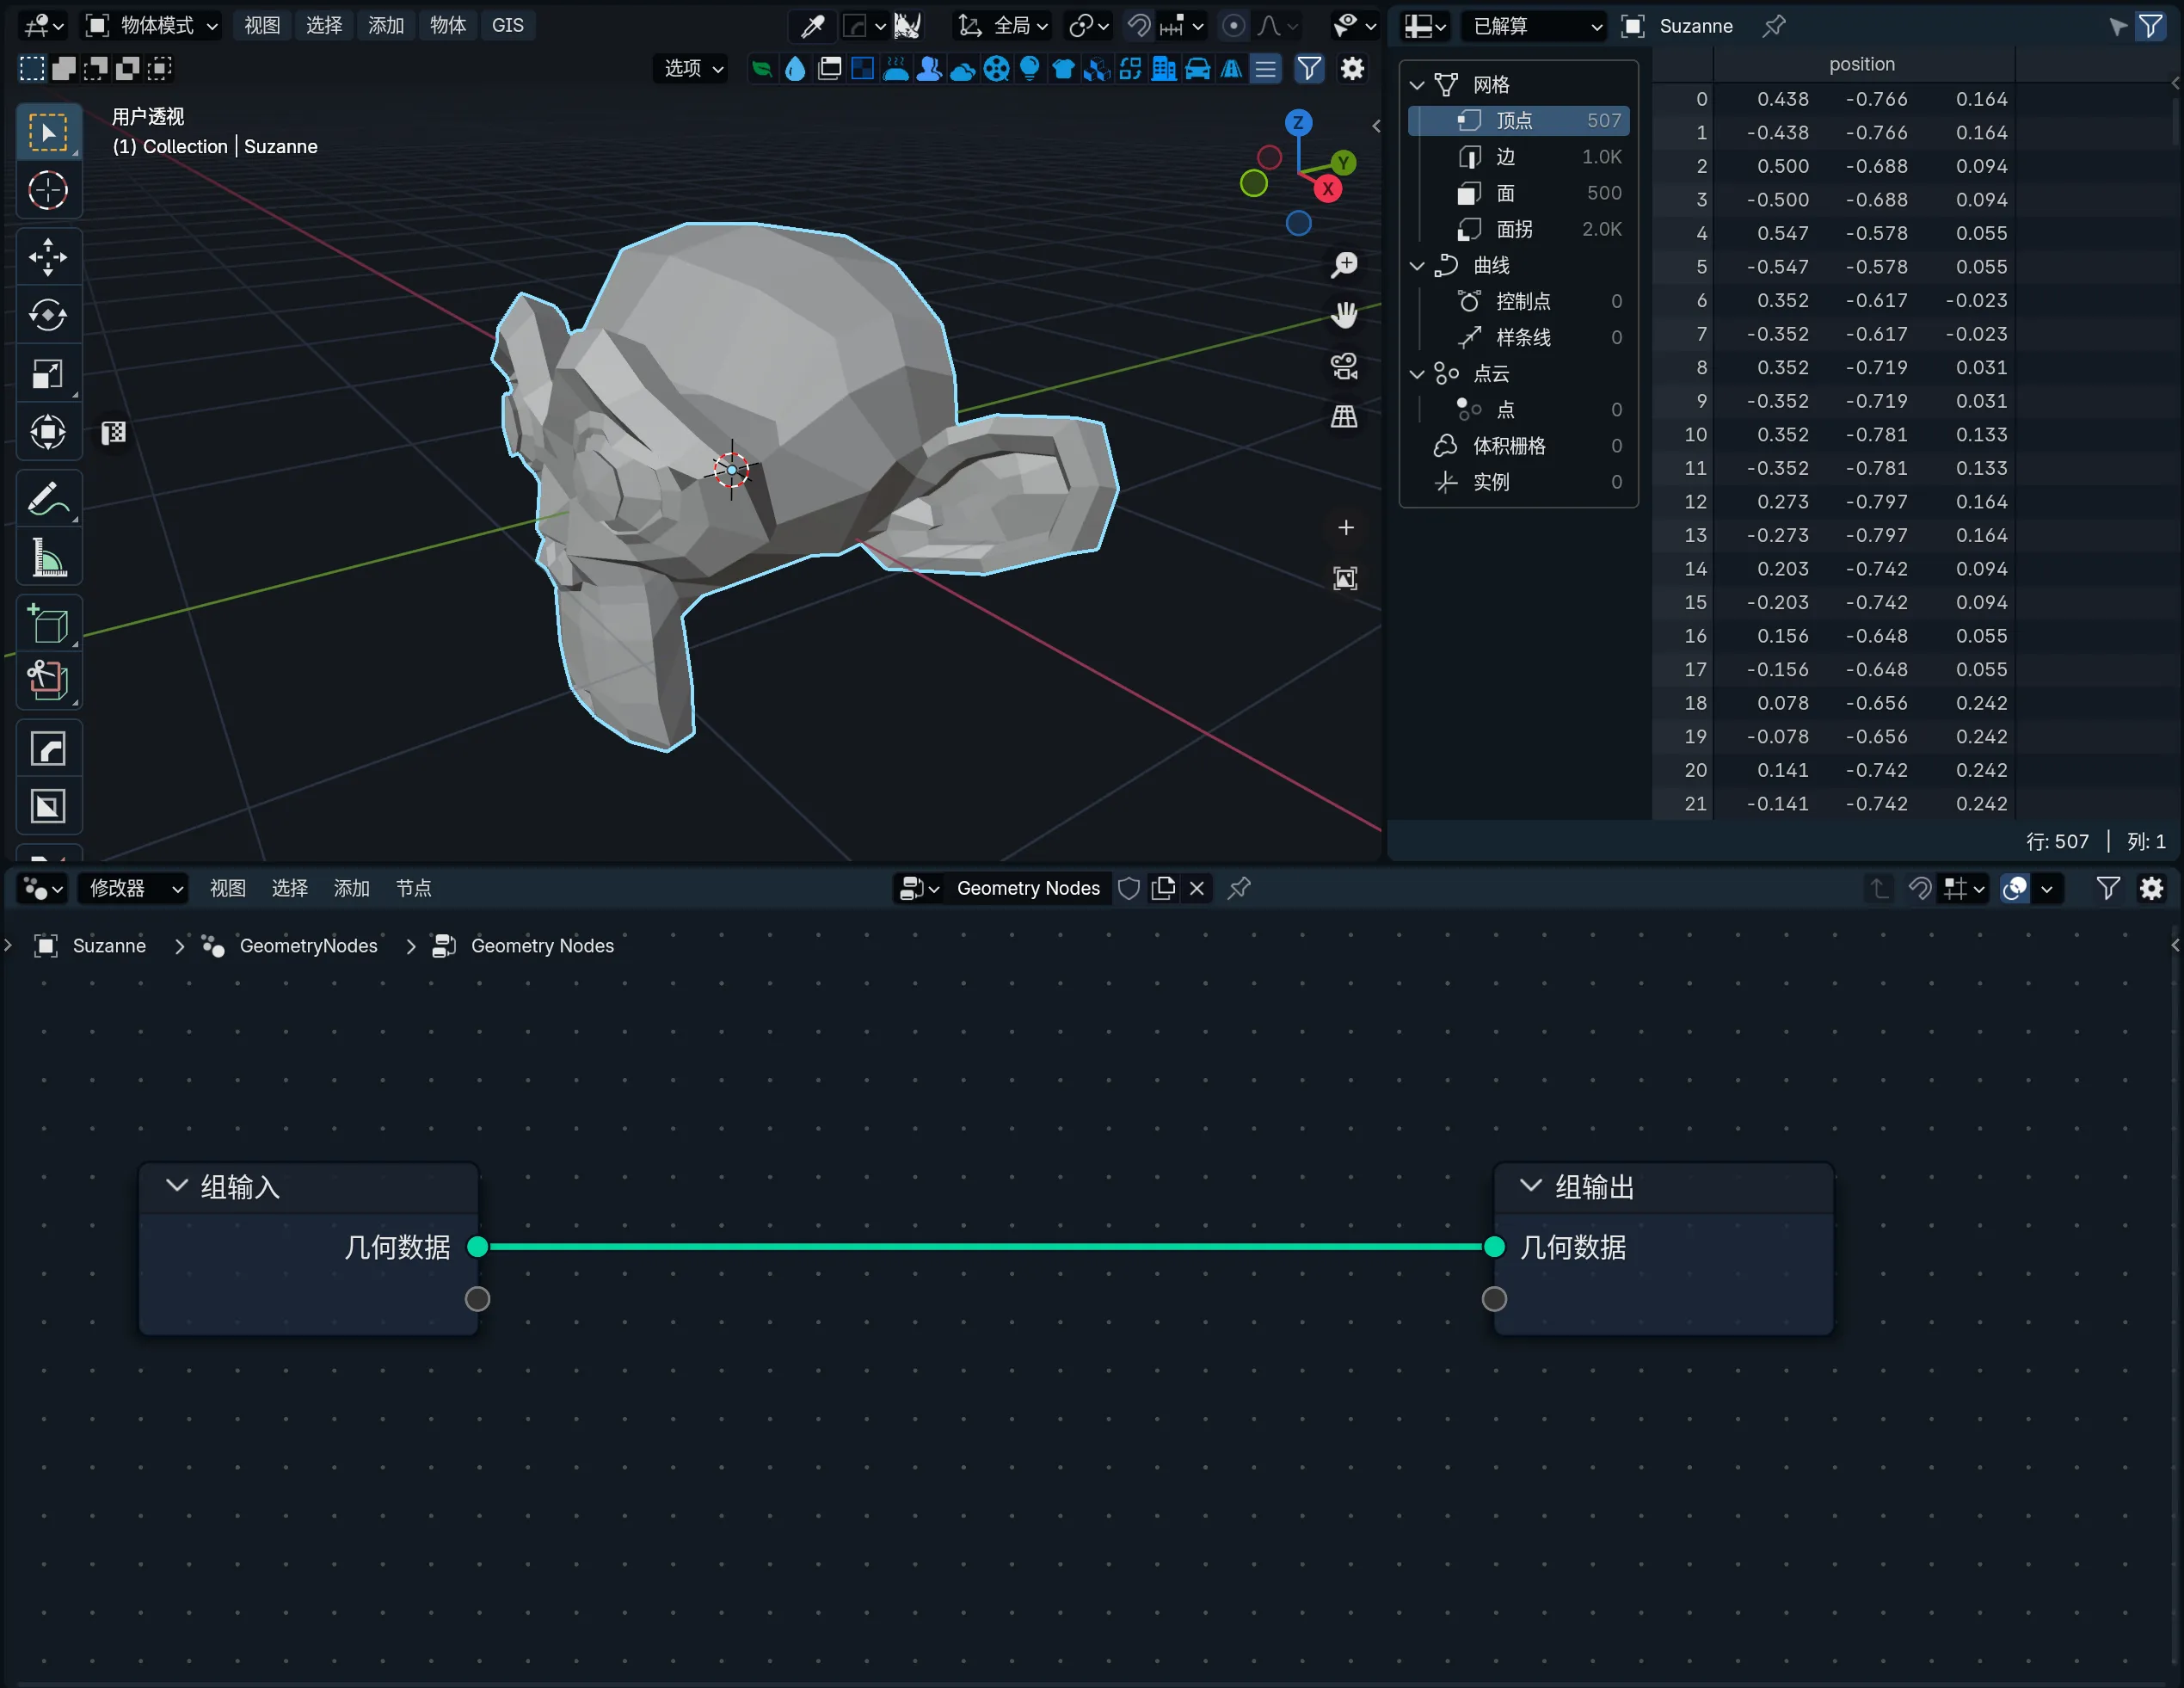 物体模式 视图 选择 添加 物体 GIS 全局
选项
用户透视
(1) Collection | Suzanne
Z
Y
X
已解算 Suzanne
网格
顶点 507
边 1.0K
面 500
面拐 2.0K
曲线
控制点 0
样条线 0
点云
点 0
体积栅格 0
实例 0
position
0 0.438 -0.766 0.164
1 -0.438 -0.766 0.164
2 0.500 -0.688 0.094
3 -0.500 -0.688 0.094
4 0.547 -0.578 0.055
5 -0.547 -0.578 0.055
6 0.352 -0.617 -0.023
7 -0.352 -0.617 -0.023
8 0.352 -0.719 0.031
9 -0.352 -0.719 0.031
10 0.352 -0.781 0.133
11 -0.352 -0.781 0.133
12 0.273 -0.797 0.164
13 -0.273 -0.797 0.164
14 0.203 -0.742 0.094
15 -0.203 -0.742 0.094
16 0.156 -0.648 0.055
17 -0.156 -0.648 0.055
18 0.078 -0.656 0.242
19 -0.078 -0.656 0.242
20 0.141 -0.742 0.242
21 -0.141 -0.742 0.242
行: 507 | 列: 1
修改器 视图 选择 添加 节点 Geometry Nodes
Suzanne > GeometryNodes > Geometry Nodes
组输入
几何数据
组输出
几何数据